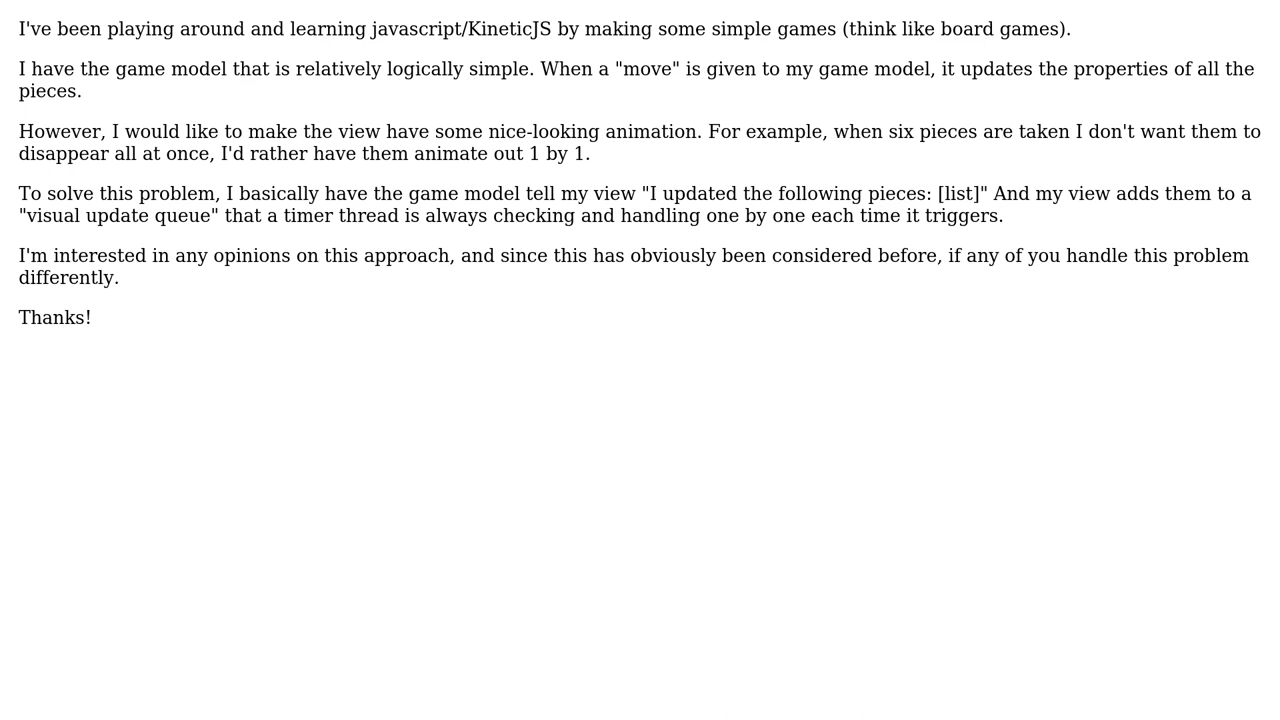 I've been playing around and learning javascript/KineticJS by making some simple games (think like board games).
I have the game model that is relatively logically simple. When a "move" is given to my game model, it updates the properties of all the
pieces.
However, I would like to make the view have some nice-looking animation. For example, when six pieces are taken I don't want them to
disappear all at once, I'd rather have them animate out 1 by 1.
To solve this problem, I basically have the game model tell my view "I updated the following pieces: [list]" And my view adds them to a
"visual update queue" that a timer thread is always checking and handling one by one each time it triggers.
I'm interested in any opinions on this approach, and since this has obviously been considered before, if any of you handle this problem
differently.
Thanks!